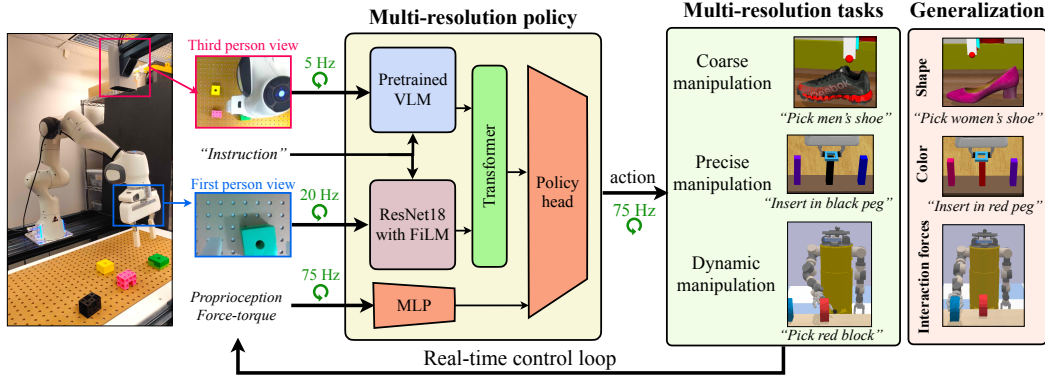 Multi-resolution policy
Multi-resolution tasks
Generalization
Third person view
5 Hz
Pretrained
VLM
"Instruction"
First person view
20 Hz
ResNet18
with FiLM
Transformer
Policy
head
action
75 Hz
75 Hz
Proprioception
Force-torque
MLP
Real-time control loop
Coarse
manipulation
"Pick men's shoe"
Precise
manipulation
"Insert in black peg"
Dynamic
manipulation
"Pick red block"
Shape
"Pick women's shoe"
Color
"Insert in red peg"
Interaction forces